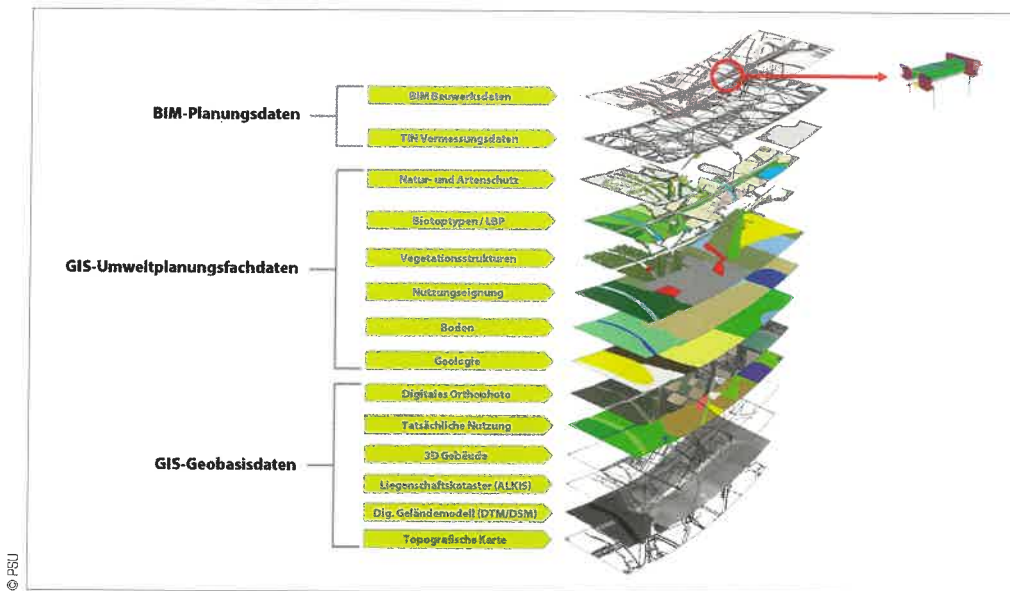 BIM-Planungsdaten
BIM Bauwerksdaten
TIN Vermessungsdaten
GIS-Umweltplanungsfachdaten
Natur- und Artenschutz
Biotoptypen / LBP
Vegetationsstrukturen
Nutzungseignung
Boden
Geologie
GIS-Geobasisdaten
Digitales Orthophoto
Tatsächliche Nutzung
3D Gebäude
Liegenschaftskataster (ALKIS)
Dig. Geländemodell (DTM/DSM)
Topografische Karte
© PSU